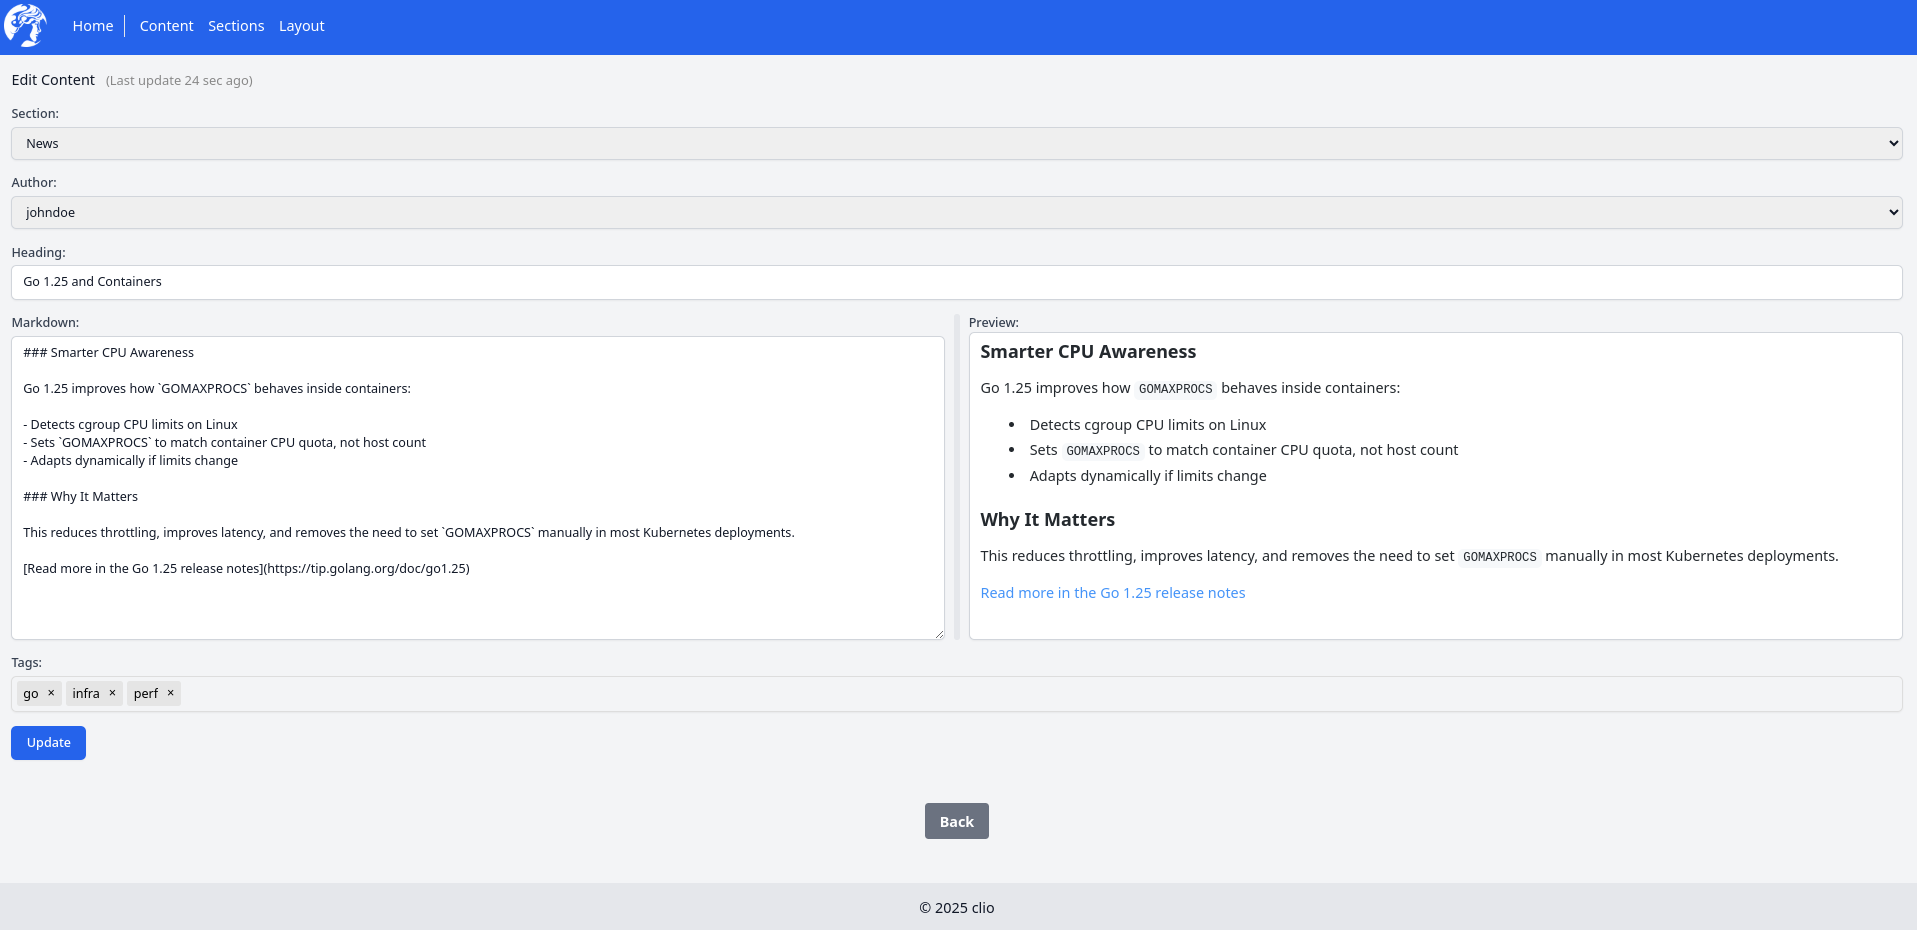 Home Content Sections Layout
Edit Content (Last update 24 sec ago)
Section:
News
Author:
johndoe
Heading:
Go 1.25 and Containers
Markdown:
### Smarter CPU Awareness
Go 1.25 improves how `GOMAXPROCS` behaves inside containers:
- Detects cgroup CPU limits on Linux
- Sets `GOMAXPROCS` to match container CPU quota, not host count
- Adapts dynamically if limits change
### Why It Matters
This reduces throttling, improves latency, and removes the need to set `GOMAXPROCS` manually in most Kubernetes deployments.
[Read more in the Go 1.25 release notes](https://tip.golang.org/doc/go1.25)
Preview:
Smarter CPU Awareness
Go 1.25 improves how GOMAXPROCS behaves inside containers:
• Detects cgroup CPU limits on Linux
• Sets GOMAXPROCS to match container CPU quota, not host count
• Adapts dynamically if limits change
Why It Matters
This reduces throttling, improves latency, and removes the need to set GOMAXPROCS manually in most Kubernetes deployments.
Read more in the Go 1.25 release notes
Tags:
go × infra × perf ×
Update
Back
© 2025 clio